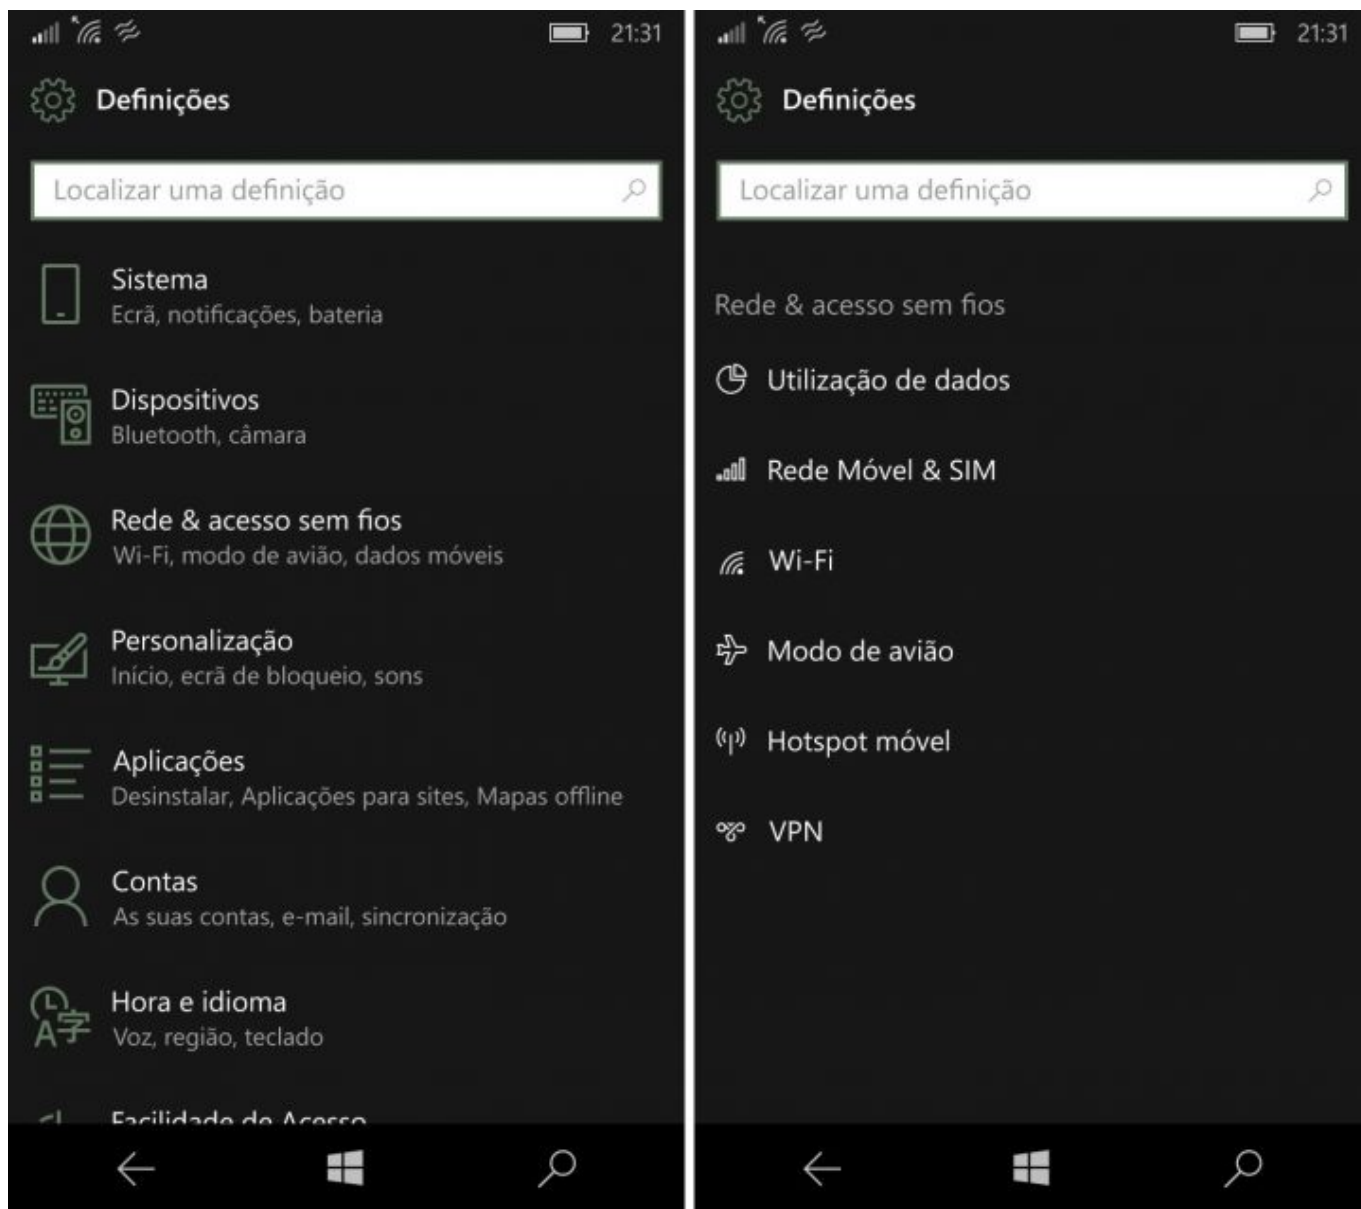 21:31
Definições
Localizar uma definição
Sistema
Ecrã, notificações, bateria
Dispositivos
Bluetooth, câmara
Rede & acesso sem fios
Wi-Fi, modo de avião, dados móveis
Personalização
Início, ecrã de bloqueio, sons
Aplicações
Desinstalar, Aplicações para sites, Mapas offline
Contas
As suas contas, e-mail, sincronização
Hora e idioma
Voz, região, teclado
Facilidade de Acesso
21:31
Definições
Localizar uma definição
Rede & acesso sem fios
Utilização de dados
Rede Móvel & SIM
Wi-Fi
Modo de avião
Hotspot móvel
VPN